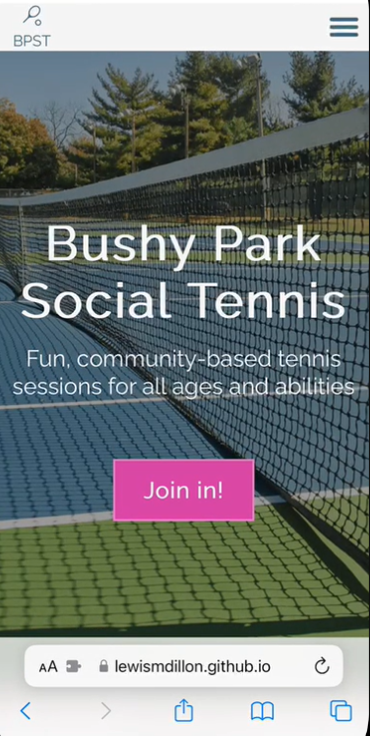 BPST
Bushy Park
Social Tennis
Fun, community-based tennis
sessions for all ages and abilities
Join in!
AA lewismdillon.github.io